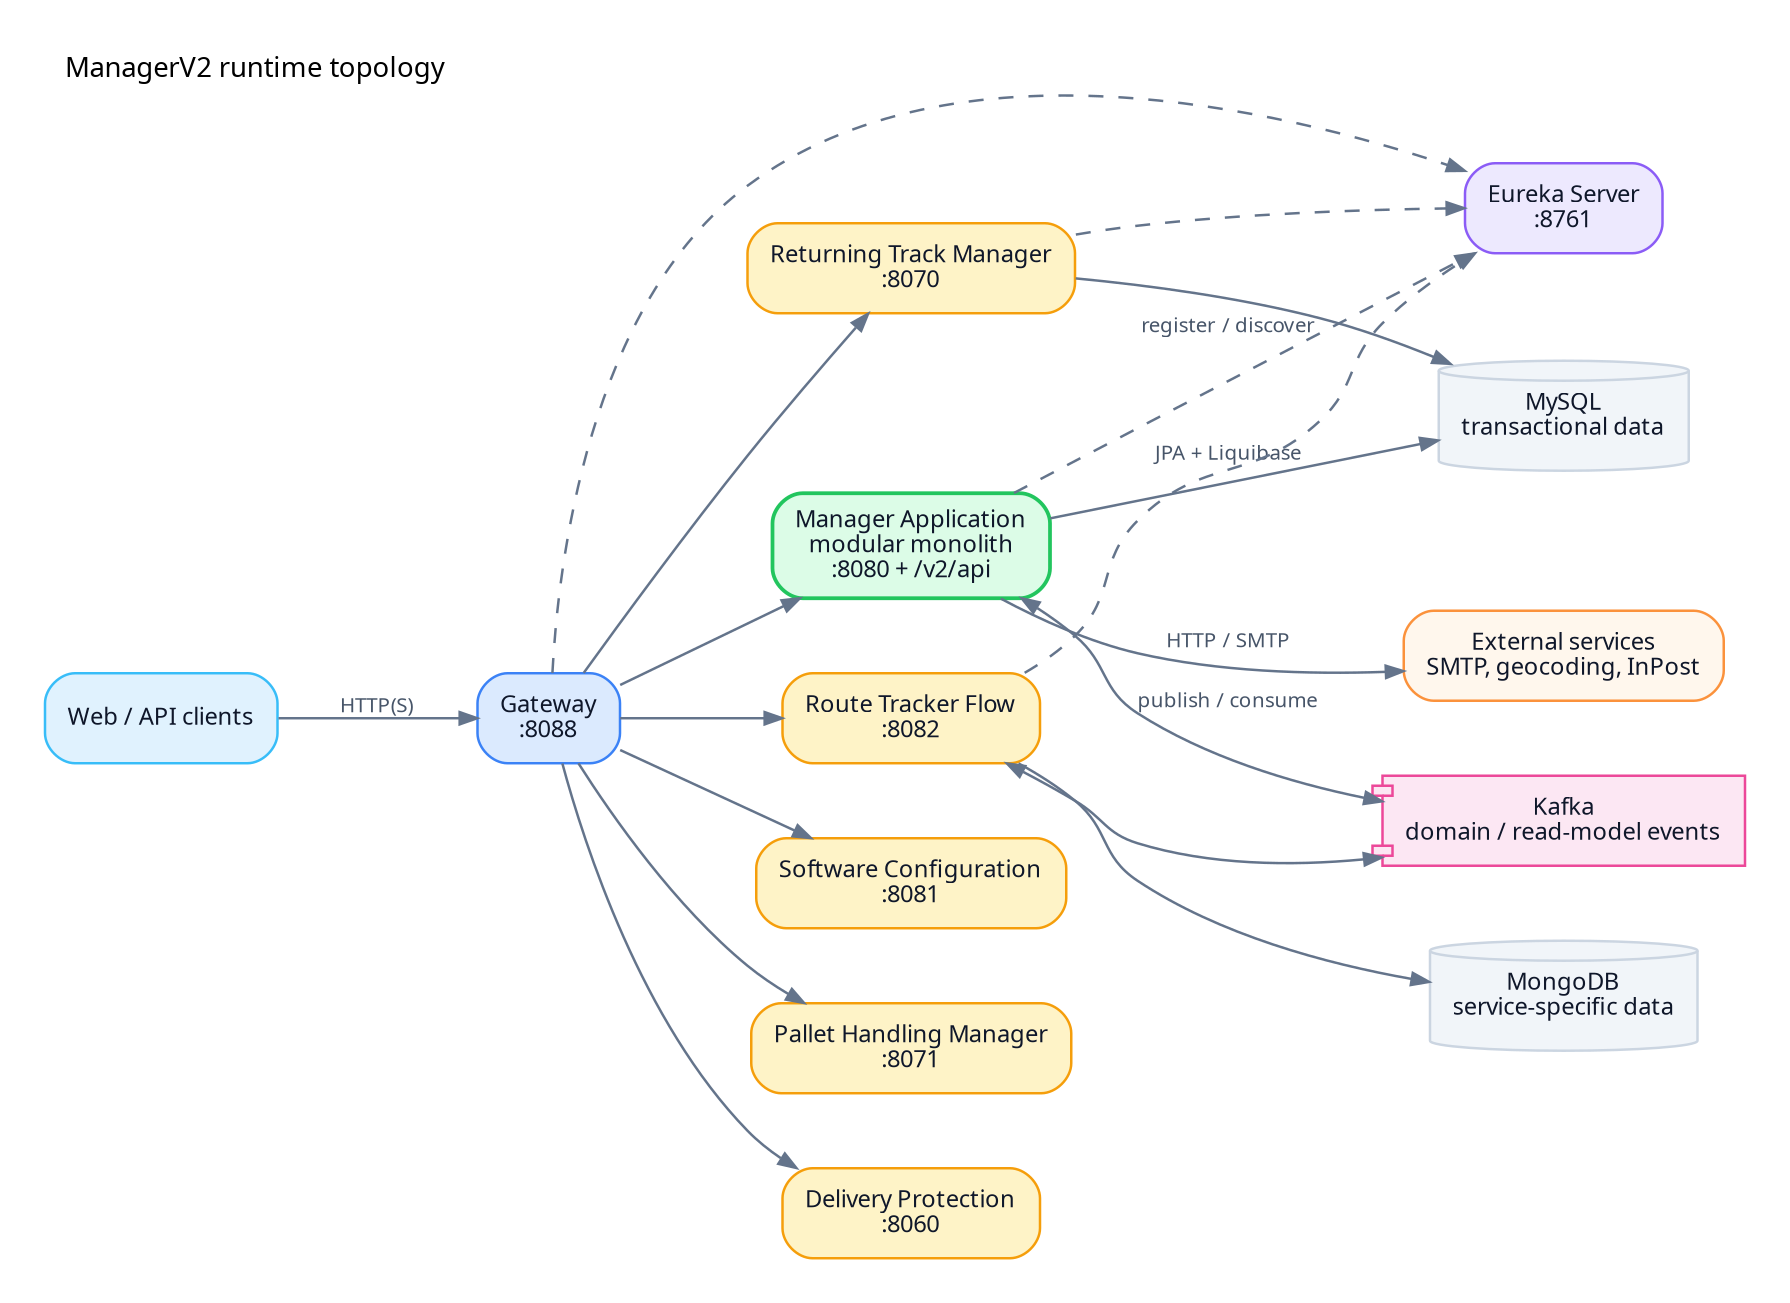 ManagerV2 runtime topology
Eureka Server
:8761
Returning Track Manager
:8070
register / discover
MySQL
transactional data
JPA + Liquibase
Manager Application
modular monolith
:8080 + /v2/api
HTTP / SMTP
External services
SMTP, geocoding, InPost
Web / API clients
HTTP(S)
Gateway
:8088
Route Tracker Flow
:8082
publish / consume
Kafka
domain / read-model events
Software Configuration
:8081
MongoDB
service-specific data
Pallet Handling Manager
:8071
Delivery Protection
:8060